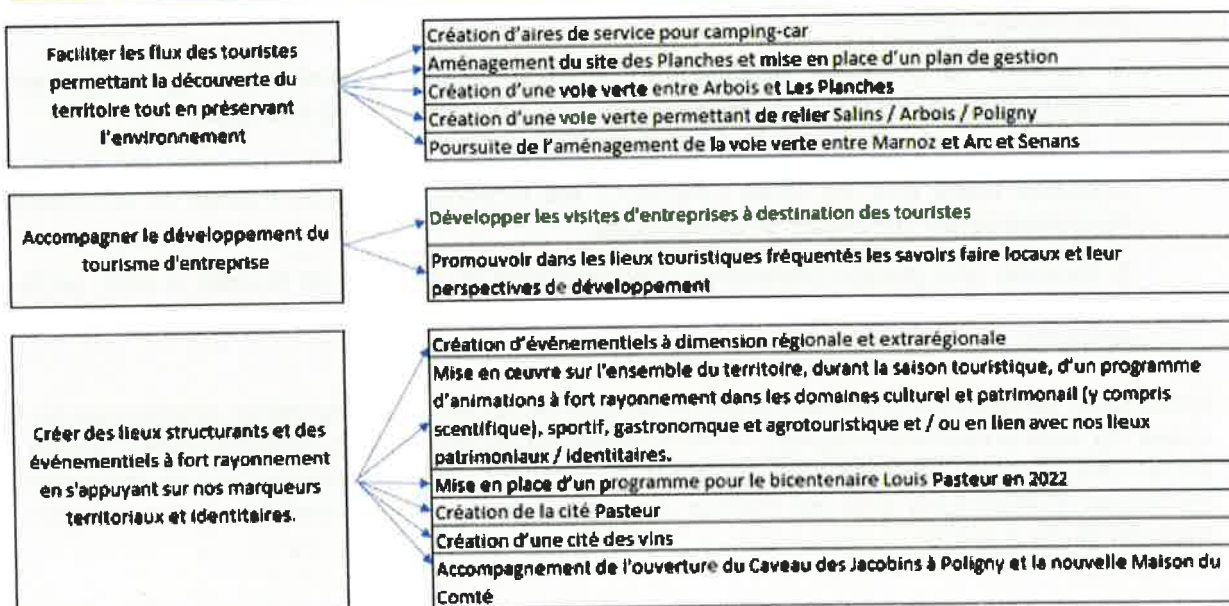 Faciliter les flux des touristes
permettant la découverte du
territoire tout en préservant
l'environnement
Création d'aires de service pour camping-car
Aménagement du site des Planches et mise en place d'un plan de gestion
Création d'une voie verte entre Arbois et Les Planches
Création d'une voie verte permettant de relier Salins / Arbois / Poligny
Poursuite de l'aménagement de la voie verte entre Marnoz et Arc et Senans
Accompagner le développement du
tourisme d'entreprise
Développer les visites d'entreprises à destination des touristes
Promouvoir dans les lieux touristiques fréquentés les savoirs faire locaux et leur
perspectives de développement
Créer des lieux structurants et des
événementiels à fort rayonnement
en s'appuyant sur nos marqueurs
territoriaux et identitaires.
Création d'événementiels à dimension régionale et extrarégionale
Mise en œuvre sur l'ensemble du territoire, durant la saison touristique, d'un programme
d'animations à fort rayonnement dans les domaines culturel et patrimonail (y compris
scentifique), sportif, gastronomque et agrotouristique et / ou en lien avec nos lieux
patrimoniaux / identitaires.
Mise en place d'un programme pour le bicentenaire Louis Pasteur en 2022
Création de la cité Pasteur
Création d'une cité des vins
Accompagnement de l'ouverture du Caveau des Jacobins à Poligny et la nouvelle Maison du
Comté